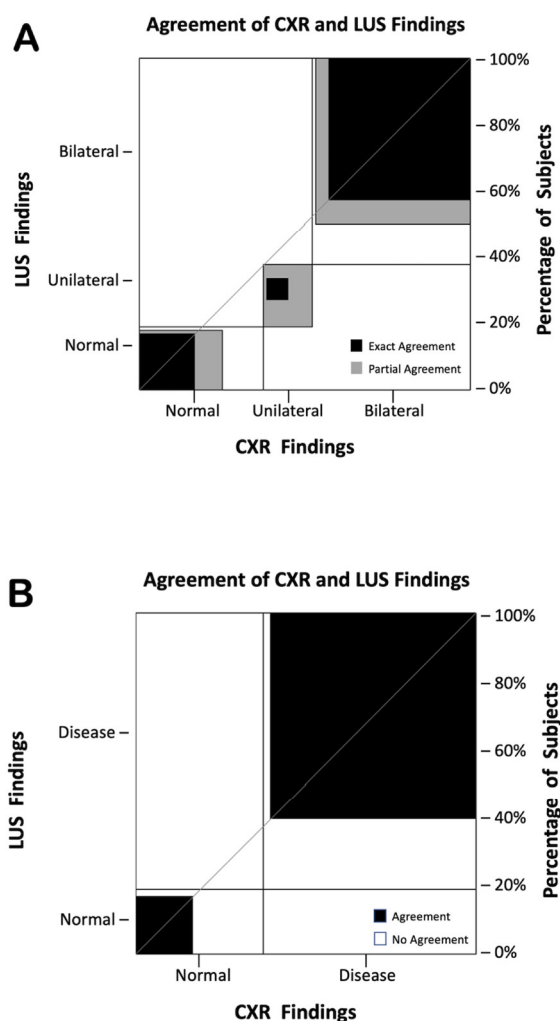 A
Agreement of CXR and LUS Findings
LUS Findings
Bilateral
Unilateral
Normal
100%
80%
60%
40%
20%
0%
Percentage of Subjects
Exact Agreement
Partial Agreement
Normal Unilateral Bilateral
CXR Findings
B
Agreement of CXR and LUS Findings
LUS Findings
Disease
Normal
100%
80%
60%
40%
20%
0%
Percentage of Subjects
Agreement
No Agreement
Normal Disease
CXR Findings